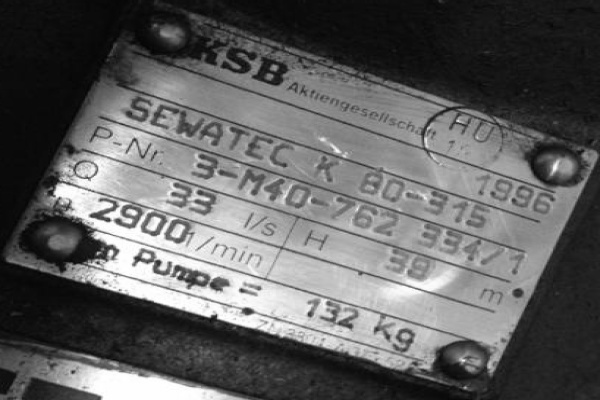 KSB Aktiengesellschaft
HU
1996
SEWATEC K 80-315
P-Nr. 3-M40-762 334/1
Q 33 l/s H 39 m
2900 1/min
m Pumpe = 132 kg